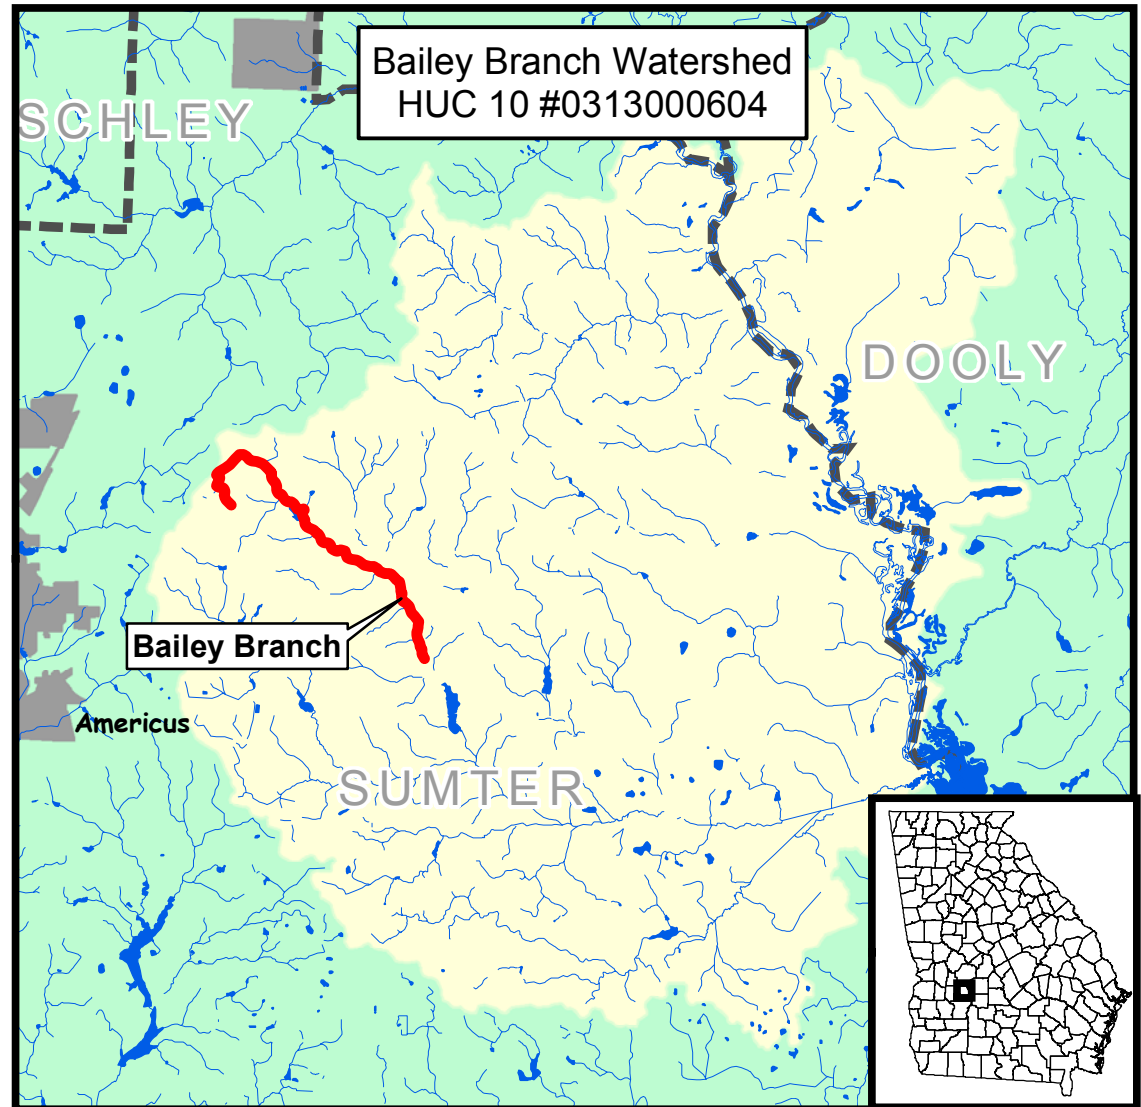 Bailey Branch Watershed
HUC 10 #0313000604
SCHLEY
DOOLY
Bailey Branch
Americus
SUMTER